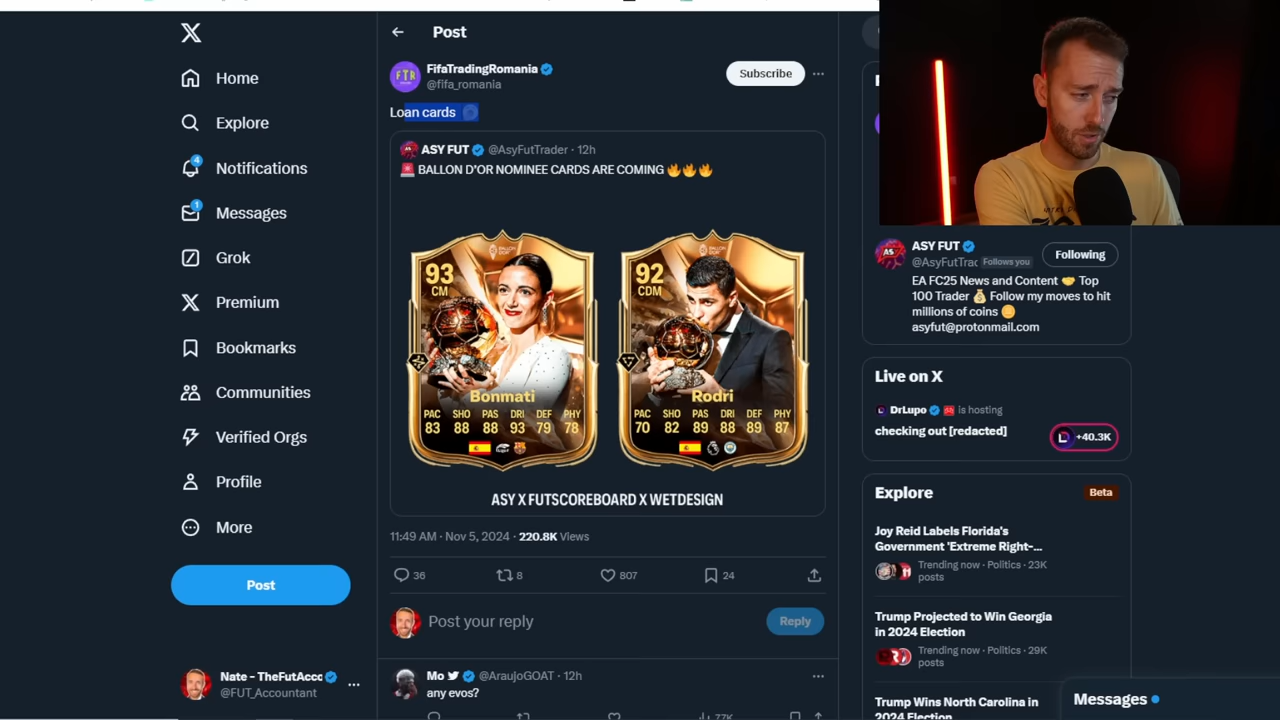 Home
Explore
4
Notifications
1
Messages
Grok
Premium
Bookmarks
Communities
Verified Orgs
Profile
More
Post
Nate - TheFutAccc
@FUT_Accountant
Post
FTR
FifaTradingRomania
@fifa_romania
Subscribe
Loan cards
AS
ASY FUT @AsyFutTrader · 12h
🚨 BALLON D'OR NOMINEE CARDS ARE COMING 🔥🔥🔥
93
CM
Bonmati
PAC SHO PAS DRI DEF PHY
83 88 88 93 79 78
92
CDM
Rodri
PAC SHO PAS DRI DEF PHY
70 82 89 88 89 87
ASY X FUTSCOREBOARD X WETDESIGN
11:49 AM · Nov 5, 2024 · 220.8K Views
36
8
807
24
Post your reply
Reply
Mo @AraujoGOAT · 12h
any evos?
77K
ASY FUT
@AsyFutTrac Follows you
Following
EA FC25 News and Content 🤝 Top
100 Trader 💰 Follow my moves to hit
millions of coins 🪙
asyfut@protonmail.com
Live on X
DrLupo is hosting
checking out [redacted]
+40.3K
Explore
Beta
Joy Reid Labels Florida's
Government 'Extreme Right-...
Trending now · Politics · 23K
posts
Trump Projected to Win Georgia
in 2024 Election
Trending now · Politics · 29K
posts
Trump Wins North Carolina in
2024 Election
Messages